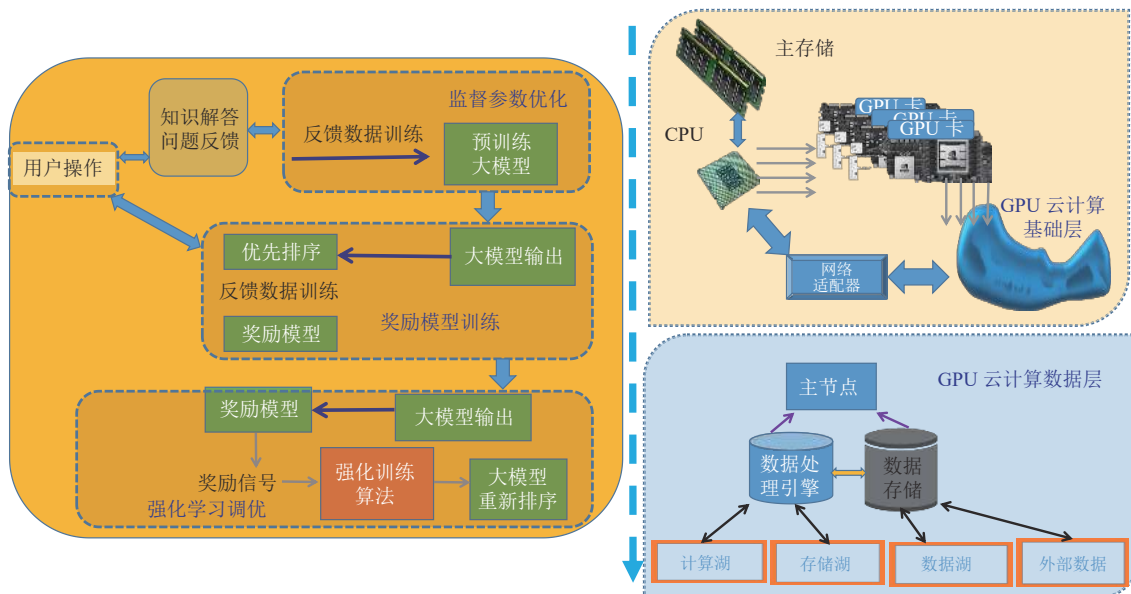 监督参数优化
知识解答
问题反馈
反馈数据训练
预训练
大模型
用户操作
优先排序
大模型输出
反馈数据训练
奖励模型
奖励模型训练
奖励模型
大模型输出
奖励信号
强化训练
算法
大模型
重新排序
强化学习调优
主存储
CPU
GPU 卡
GPU 卡
GPU 卡
GPU 云计算
基础层
网络
适配器
GPU 云计算数据层
主节点
数据处
理引擎
数据
存储
计算湖
存储湖
数据湖
外部数据